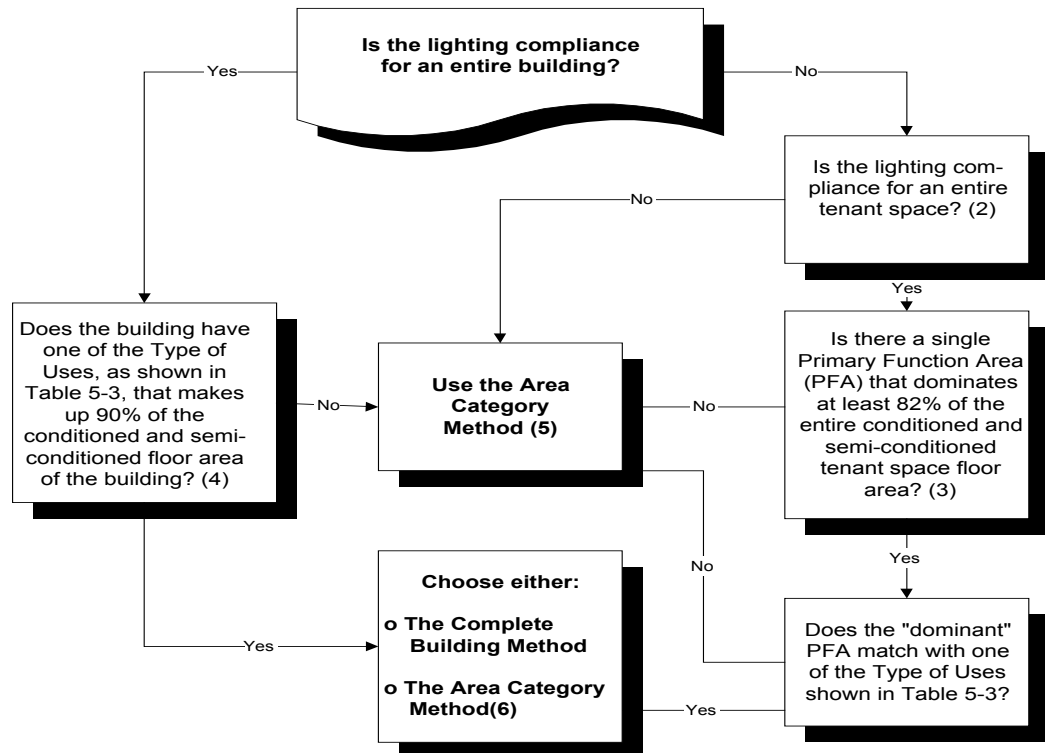 Is the lighting compliance
for an entire building?
Yes
No
Is the lighting com-
pliance for an entire
tenant space? (2)
No
Yes
Does the building have
one of the Type of
Uses, as shown in
Table 5-3, that makes
up 90% of the
conditioned and semi-
conditioned floor area
of the building? (4)
No
Use the Area
Category
Method (5)
No
Is there a single
Primary Function Area
(PFA) that dominates
at least 82% of the
entire conditioned and
semi-conditioned
tenant space floor
area? (3)
Yes
No
Yes
Choose either:
o The Complete
Building Method
o The Area Category
Method(6)
Yes
Does the "dominant"
PFA match with one
of the Type of Uses
shown in Table 5-3?